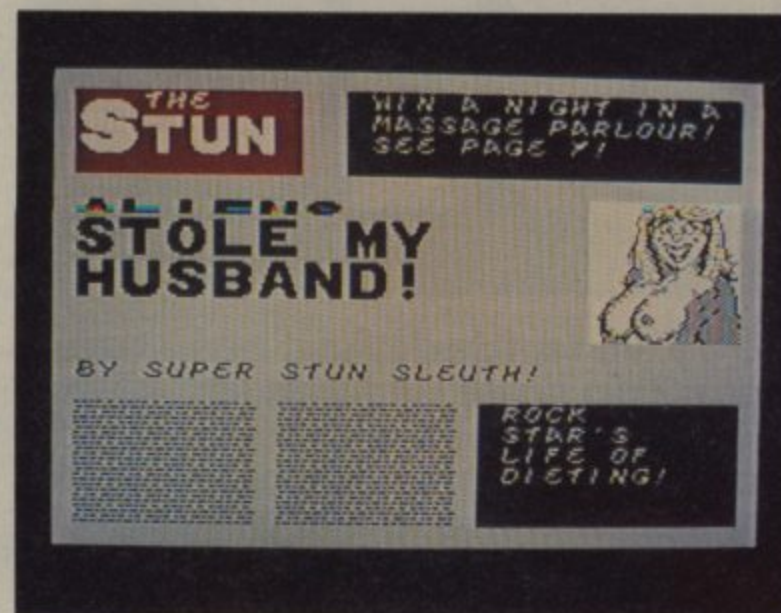 THE
STUN
WIN A NIGHT IN A
MASSAGE PARLOUR!
SEE PAGE Y!
STOLE MY
HUSBAND!
BY SUPER STUN SLEUTH!
ROCK
STAR'S
LIFE OF
DIETING!